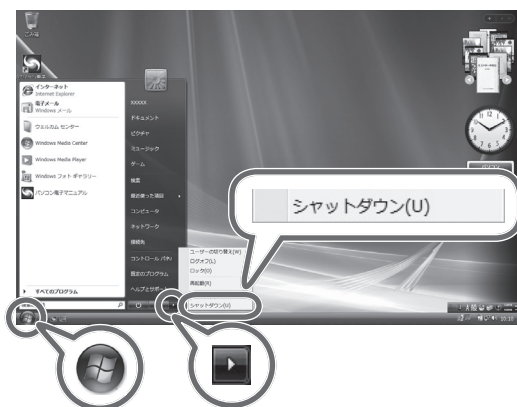 ごみ箱
インターネット
Internet Explorer
電子メール
Windows メール
ウェルカム センター
Windows Media Center
Windows Media Player
Windows フォト ギャラリー
パソコン電子マニュアル
すべてのプログラム
XXXXX
ドキュメント
ピクチャ
ミュージック
ゲーム
検索
最近使った項目
コンピュータ
ネットワーク
接続先
コントロール パネル
既定のプログラム
ヘルプとサポート
ユーザーの切り替え(W)
ログオフ(L)
ロック(O)
再起動(R)
シャットダウン(U)
シャットダウン(U)
10:10